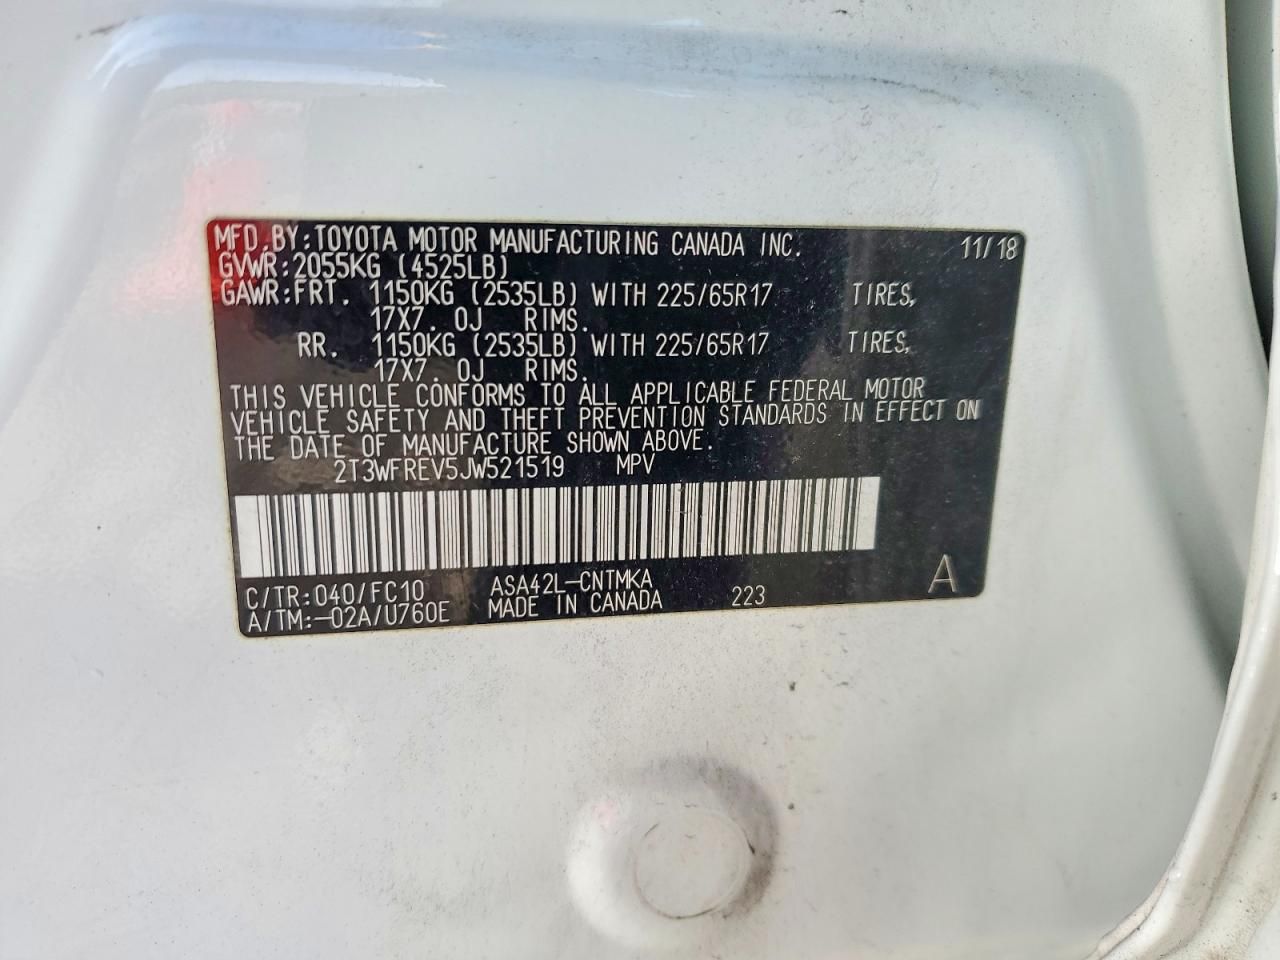 MFD.BY:TOYOTA MOTOR MANUFACTURING CANADA INC. 11/18
GVWR:2055KG (4525LB)
GAWR:FRT. 1150KG (2535LB) WITH 225/65R17 TIRES,
17X7. 0J RIMS.
RR. 1150KG (2535LB) WITH 225/65R17 TIRES,
17X7. 0J RIMS.
THIS VEHICLE CONFORMS TO ALL APPLICABLE FEDERAL MOTOR
VEHICLE SAFETY AND THEFT PREVENTION STANDARDS IN EFFECT ON
THE DATE OF MANUFACTURE SHOWN ABOVE.
2T3WFREV5JW521519 MPV
C/TR:040/FC10 ASA42L-CNTMKA
A/TM:-02A/U760E MADE IN CANADA 223 A